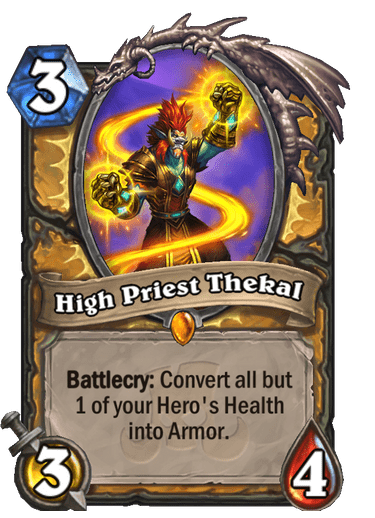 3
High Priest Thekal
Battlecry: Convert all but
1 of your Hero's Health
into Armor.
3
4